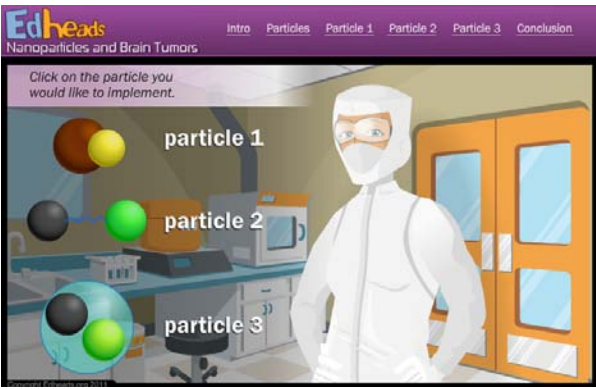 Edheads
Intro Particles Particle 1 Particle 2 Particle 3 Conclusion
Nanoparticles and Brain Tumors
Click on the particle you
would like to implement.
particle 1
particle 2
particle 3
Copyright Edheads.org 2011